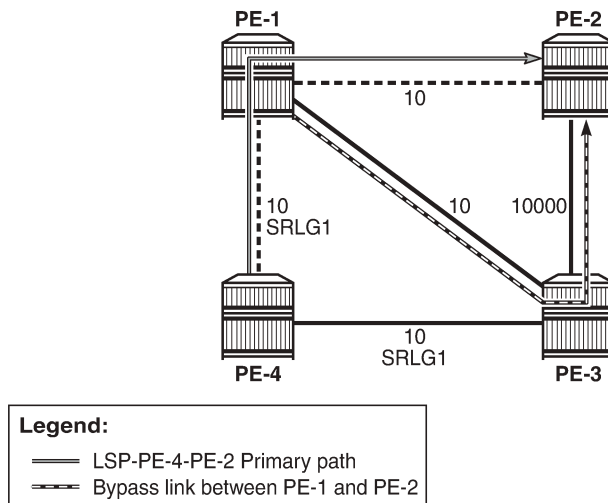 PE-1
PE-2
10
10
SRLG1
10
10000
10
SRLG1
PE-4
PE-3
Legend:
LSP-PE-4-PE-2 Primary path
Bypass link between PE-1 and PE-2